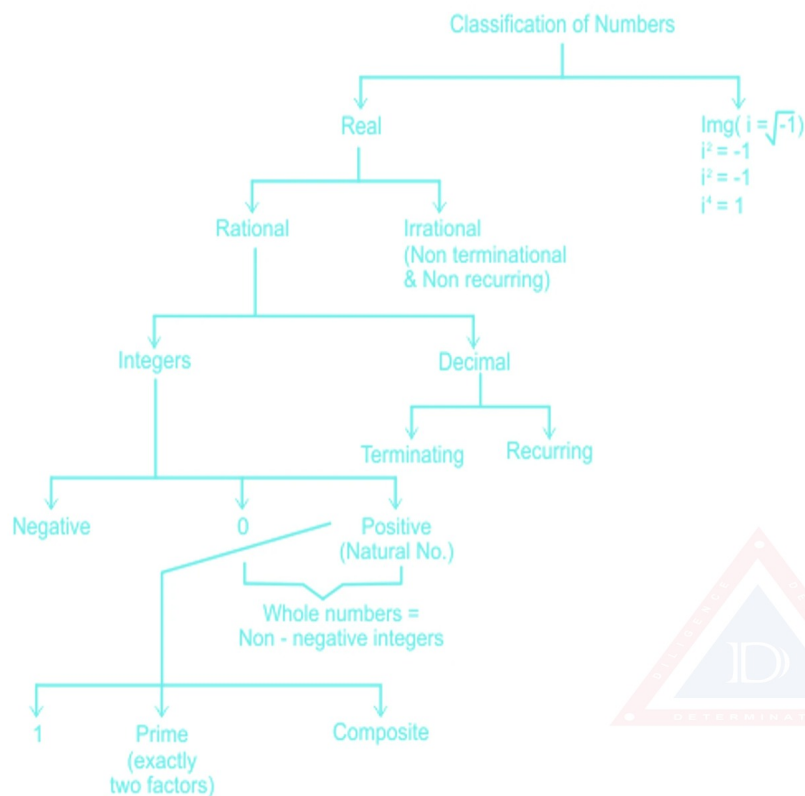 Classification of Numbers
Real
Img( i = √-1)
i² = -1
i² = -1
i⁴ = 1
Rational
Irrational
(Non terminational
& Non recurring)
Integers
Decimal
Terminating
Recurring
Negative
0
Positive
(Natural No.)
Whole numbers =
Non - negative integers
1
Prime
(exactly
two factors)
Composite
D